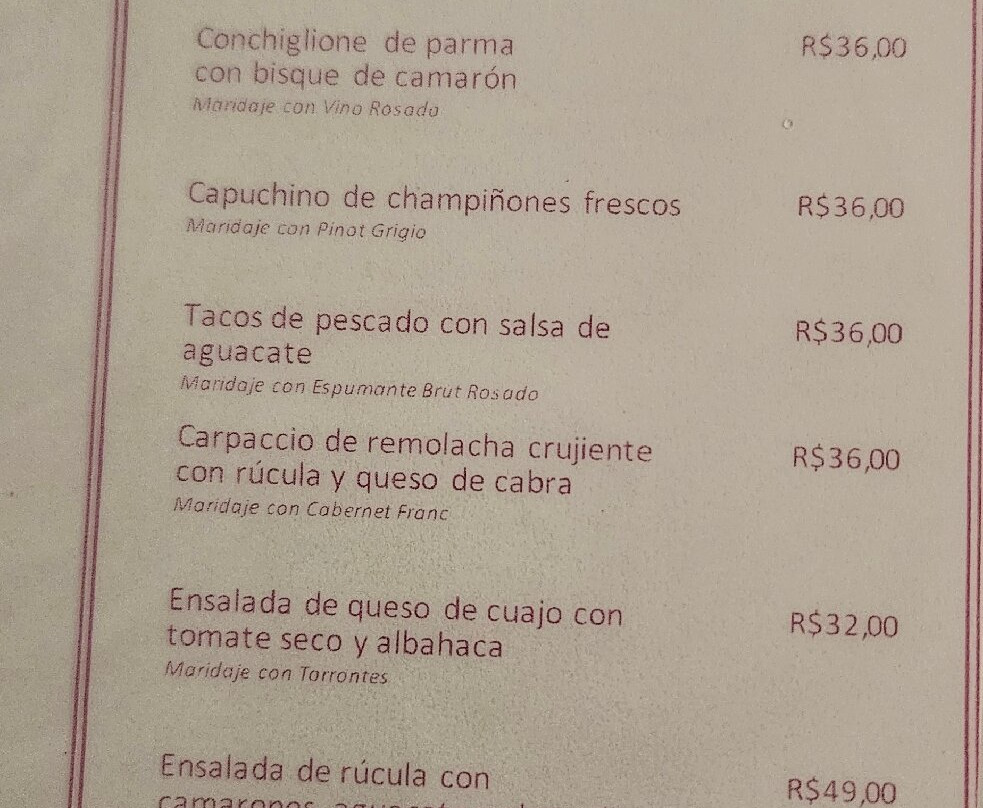 Conchiglione de parma R$36,00
con bisque de camarón
Maridaje con Vino Rosado
Capuchino de champiñones frescos R$36,00
Maridaje con Pinot Grigio
Tacos de pescado con salsa de R$36,00
aguacate
Maridaje con Espumante Brut Rosado
Carpaccio de remolacha crujiente R$36,00
con rúcula y queso de cabra
Maridaje con Cabernet Franc
Ensalada de queso de cuajo con R$32,00
tomate seco y albahaca
Maridaje con Torrontes
Ensalada de rúcula con R$49,00